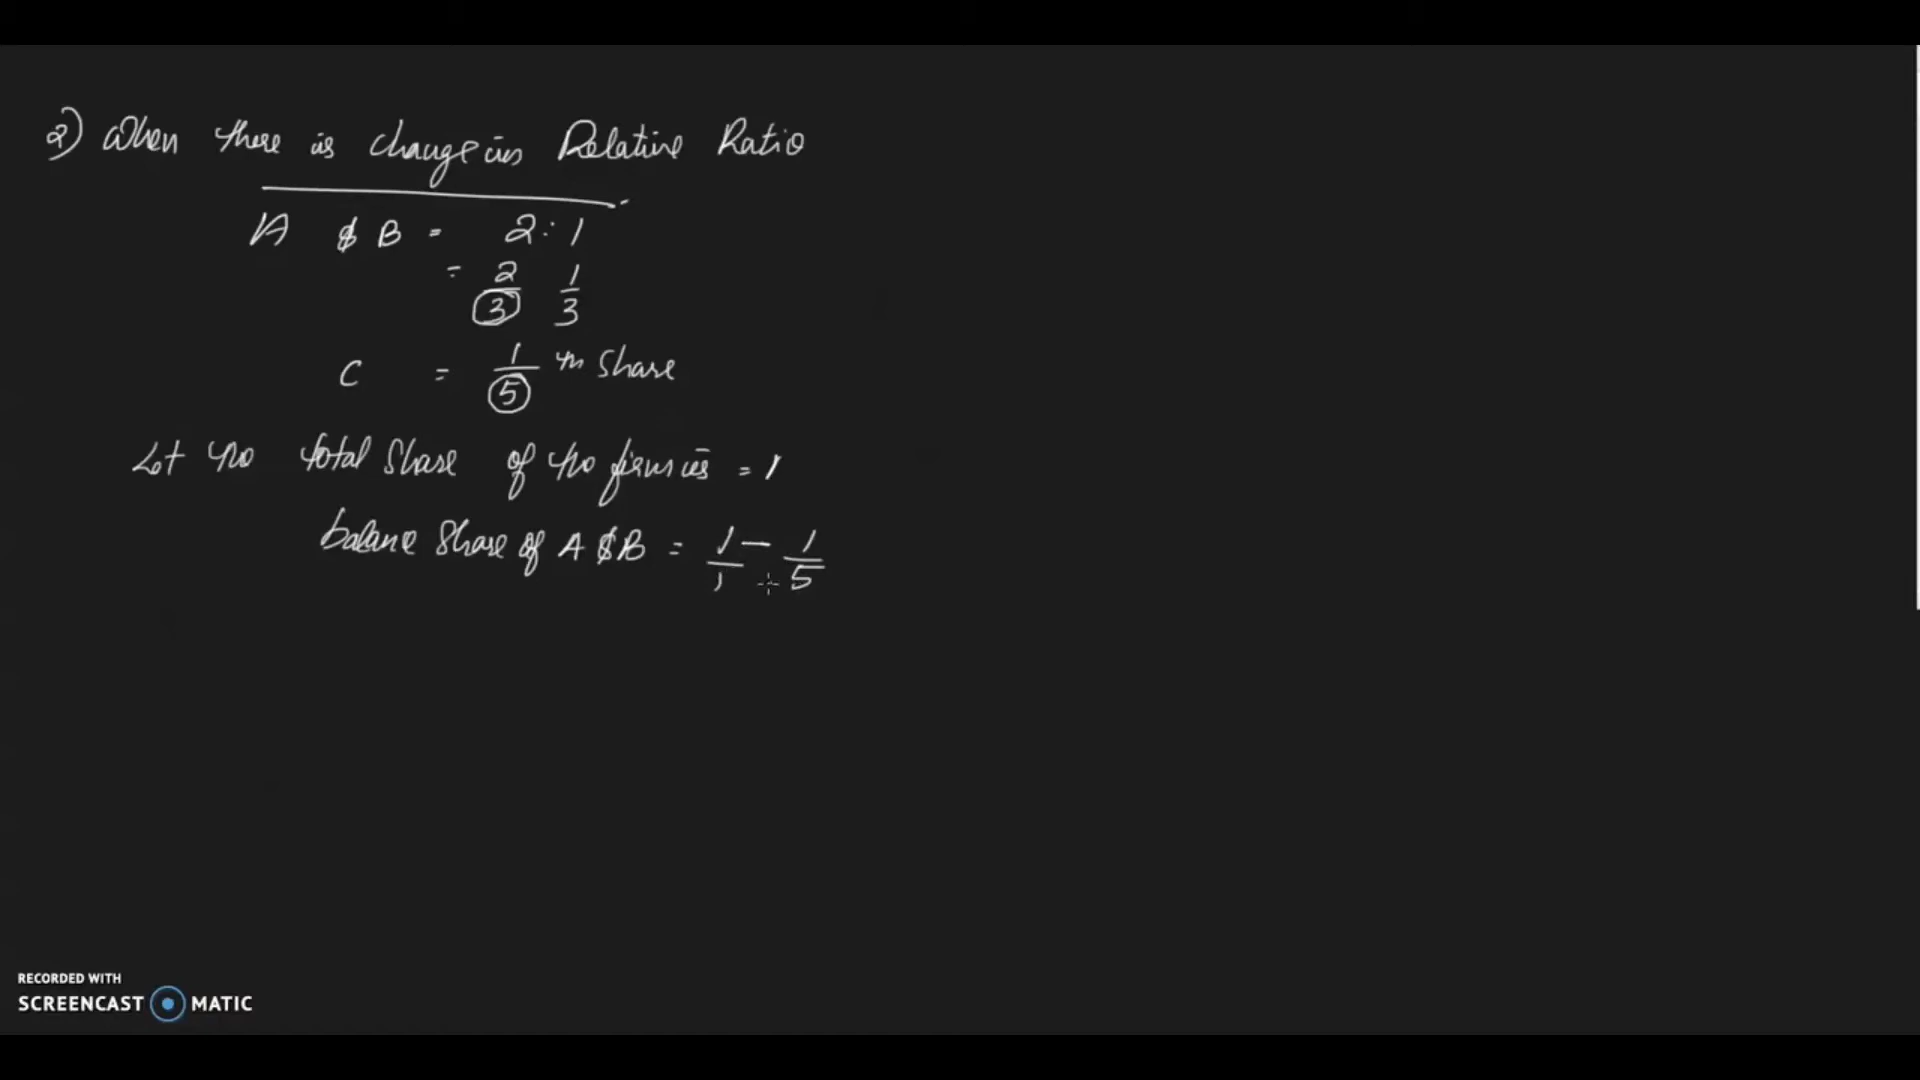 2) When there is change in Relative Ratio
A & B = 2:1
= 2/3 1/3
C = 1/5 th Share
Let the total Share of the firm is = 1
balance Share of A & B = 1/1 - 1/5
RECORDED WITH
SCREENCAST MATIC